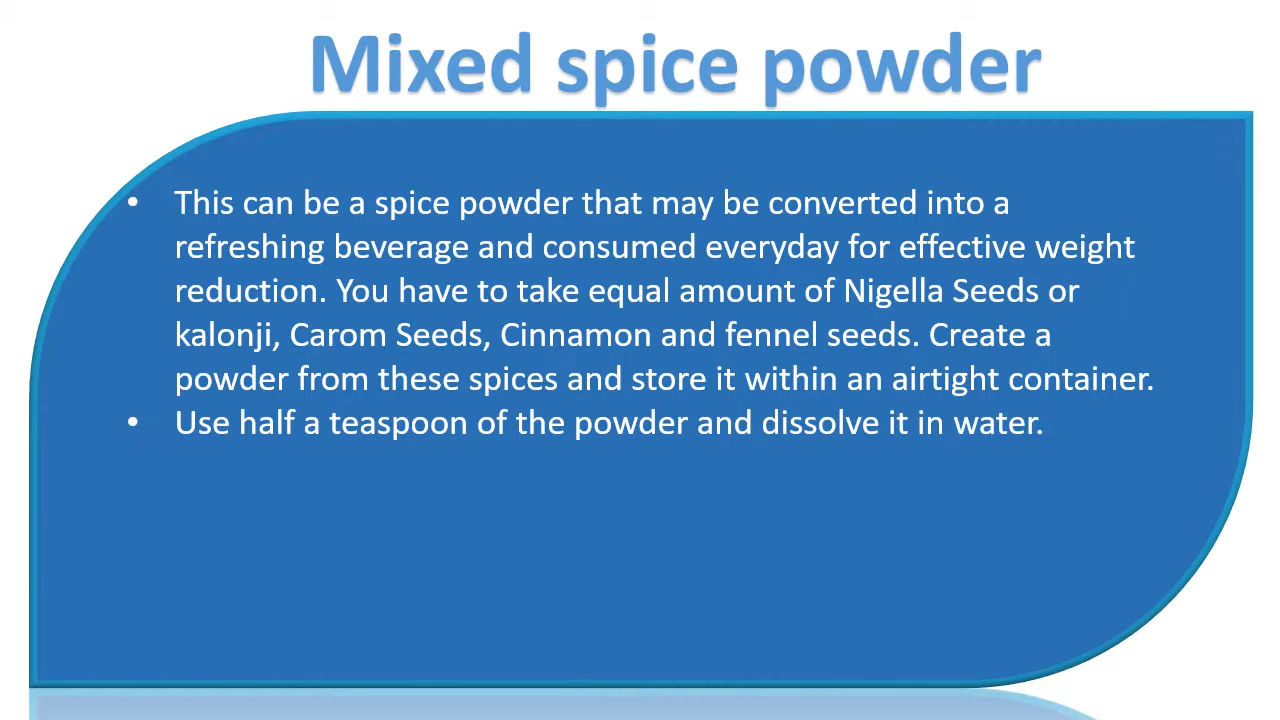 Mixed spice powder
• This can be a spice powder that may be converted into a
refreshing beverage and consumed everyday for effective weight
reduction. You have to take equal amount of Nigella Seeds or
kalonji, Carom Seeds, Cinnamon and fennel seeds. Create a
powder from these spices and store it within an airtight container.
• Use half a teaspoon of the powder and dissolve it in water.